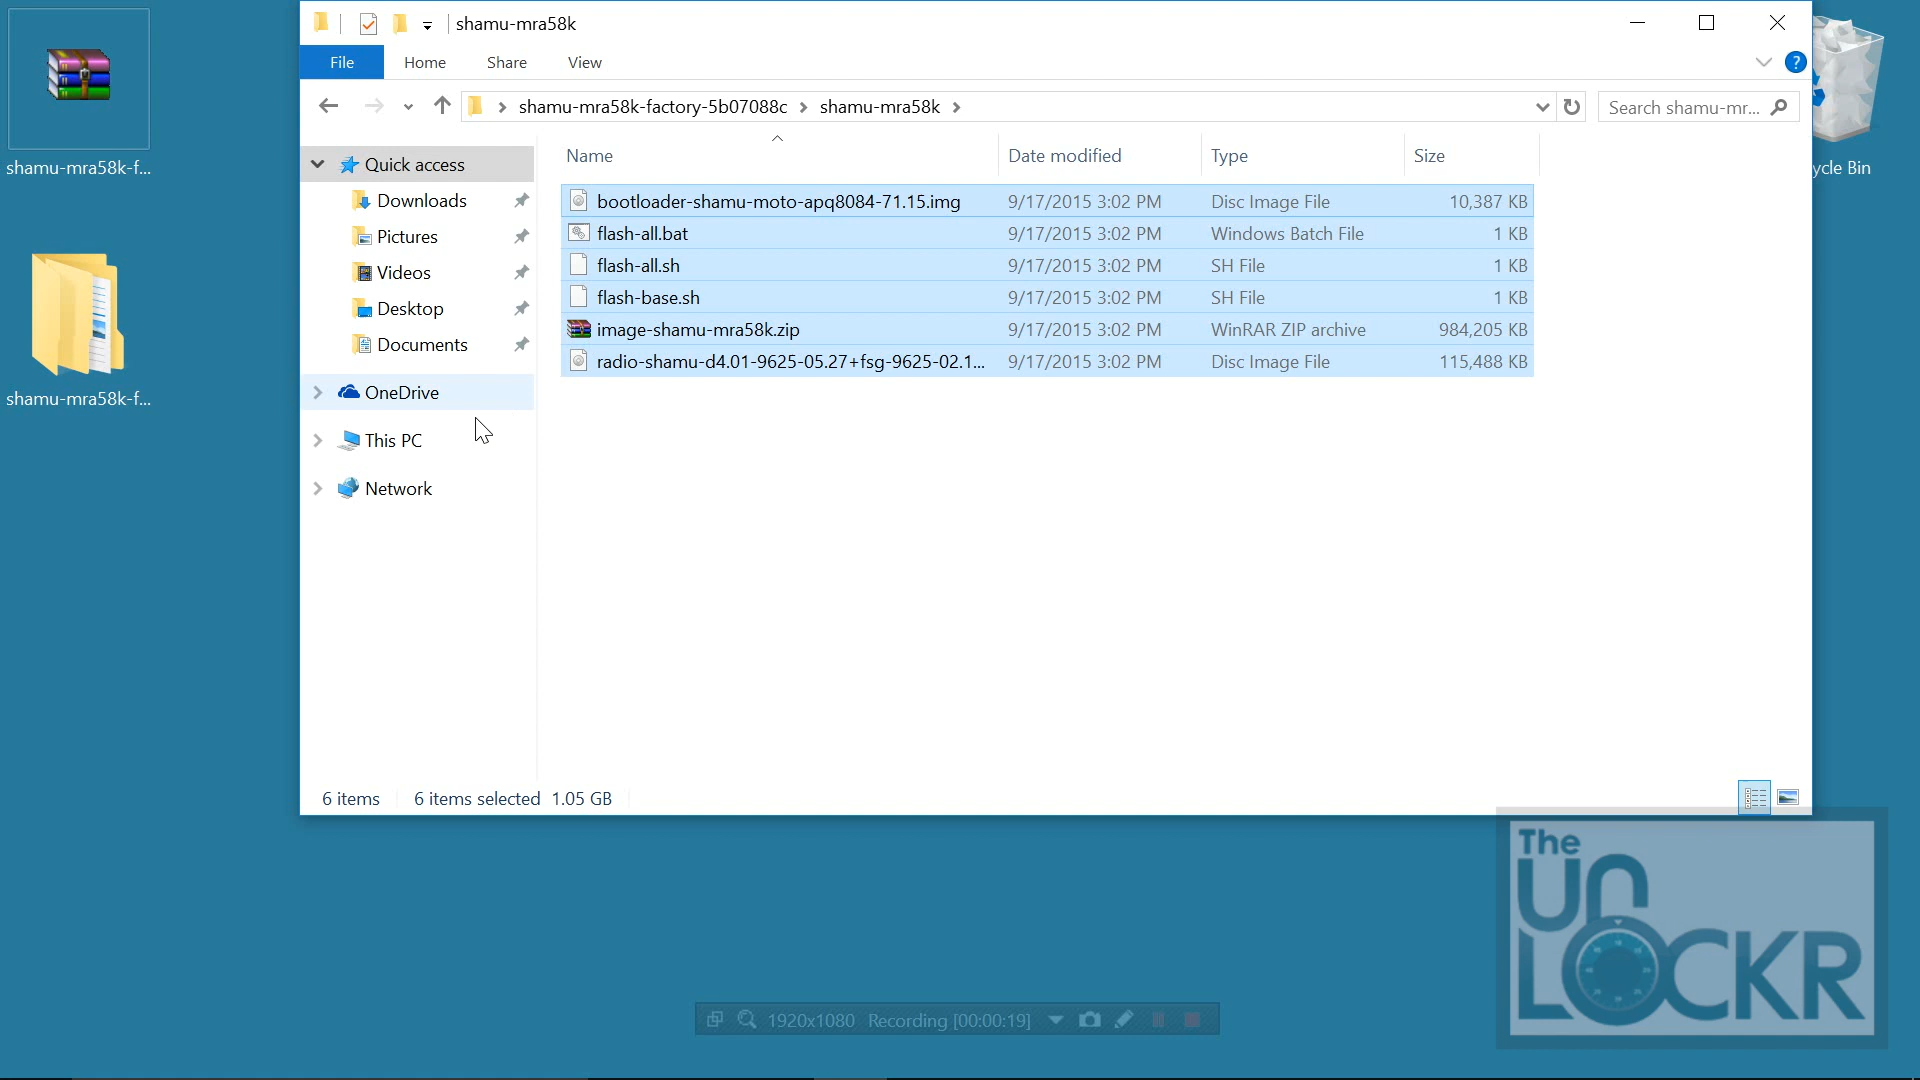 shamu-mra58k
File Home Share View
shamu-mra58k-factory-5b07088c shamu-mra58k
Search shamu-mr...
shamu-mra58k-f...
shamu-mra58k-f...
ycle Bin
Quick access
Downloads
Pictures
Videos
Desktop
Documents
OneDrive
This PC
Network
Name Date modified Type Size
bootloader-shamu-moto-apq8084-71.15.img 9/17/2015 3:02 PM Disc Image File 10,387 KB
flash-all.bat 9/17/2015 3:02 PM Windows Batch File 1 KB
flash-all.sh 9/17/2015 3:02 PM SH File 1 KB
flash-base.sh 9/17/2015 3:02 PM SH File 1 KB
image-shamu-mra58k.zip 9/17/2015 3:02 PM WinRAR ZIP archive 984,205 KB
radio-shamu-d4.01-9625-05.27+fsg-9625-02.1... 9/17/2015 3:02 PM Disc Image File 115,488 KB
6 items 6 items selected 1.05 GB
1920x1080 Recording [00:00:19]
The
UN
LOCKR